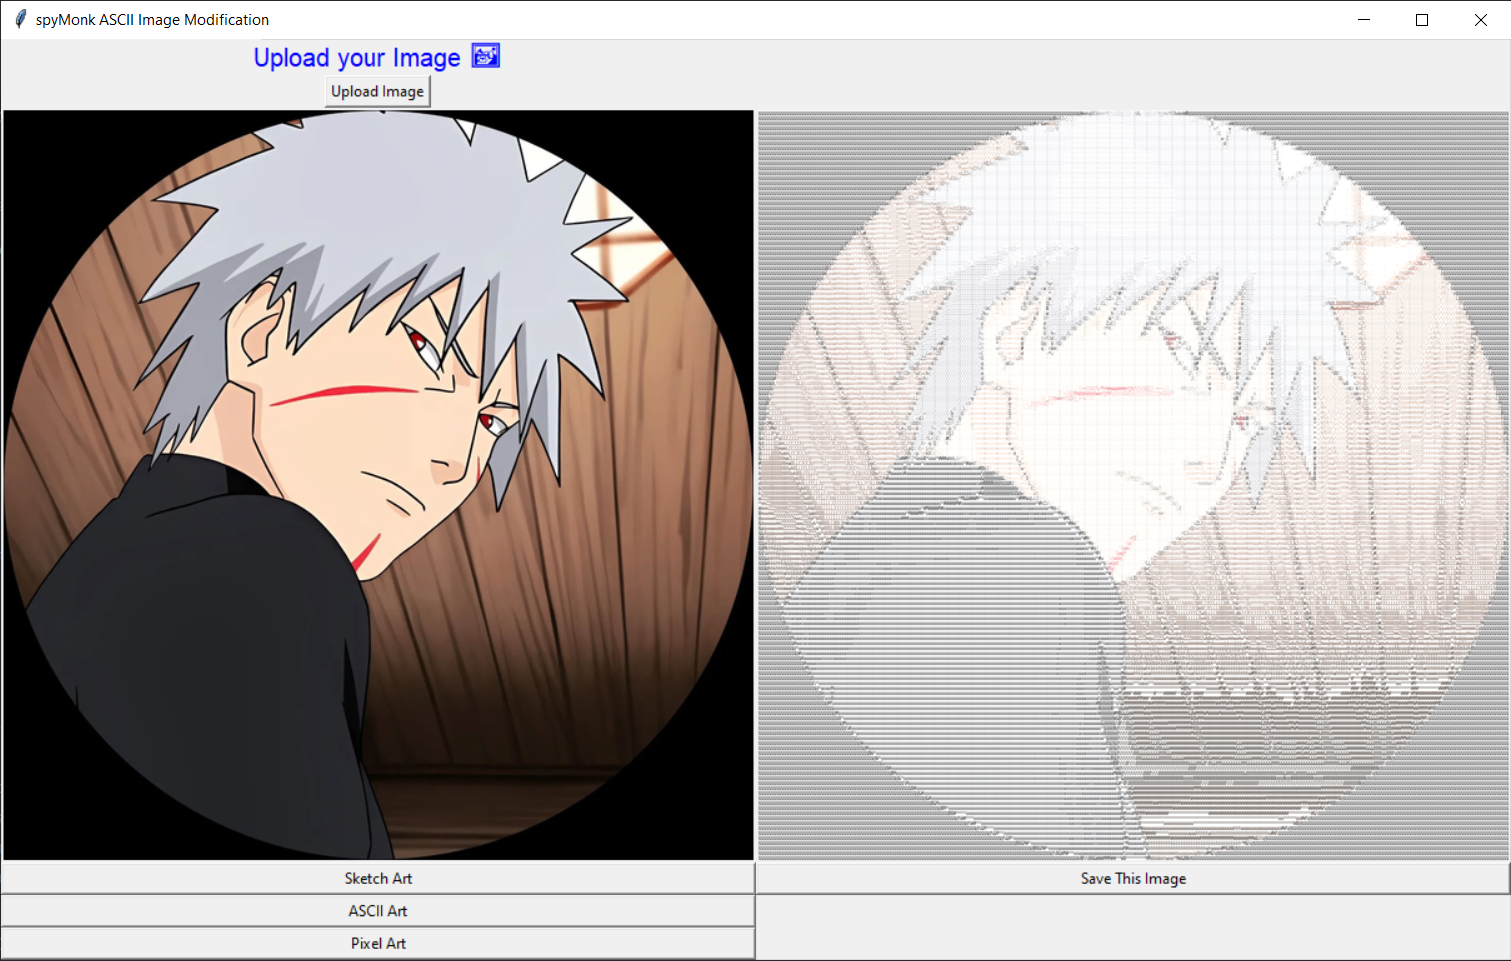 spyMonk ASCII Image Modification
Upload your Image
Upload Image
Sketch Art
Save This Image
ASCII Art
Pixel Art